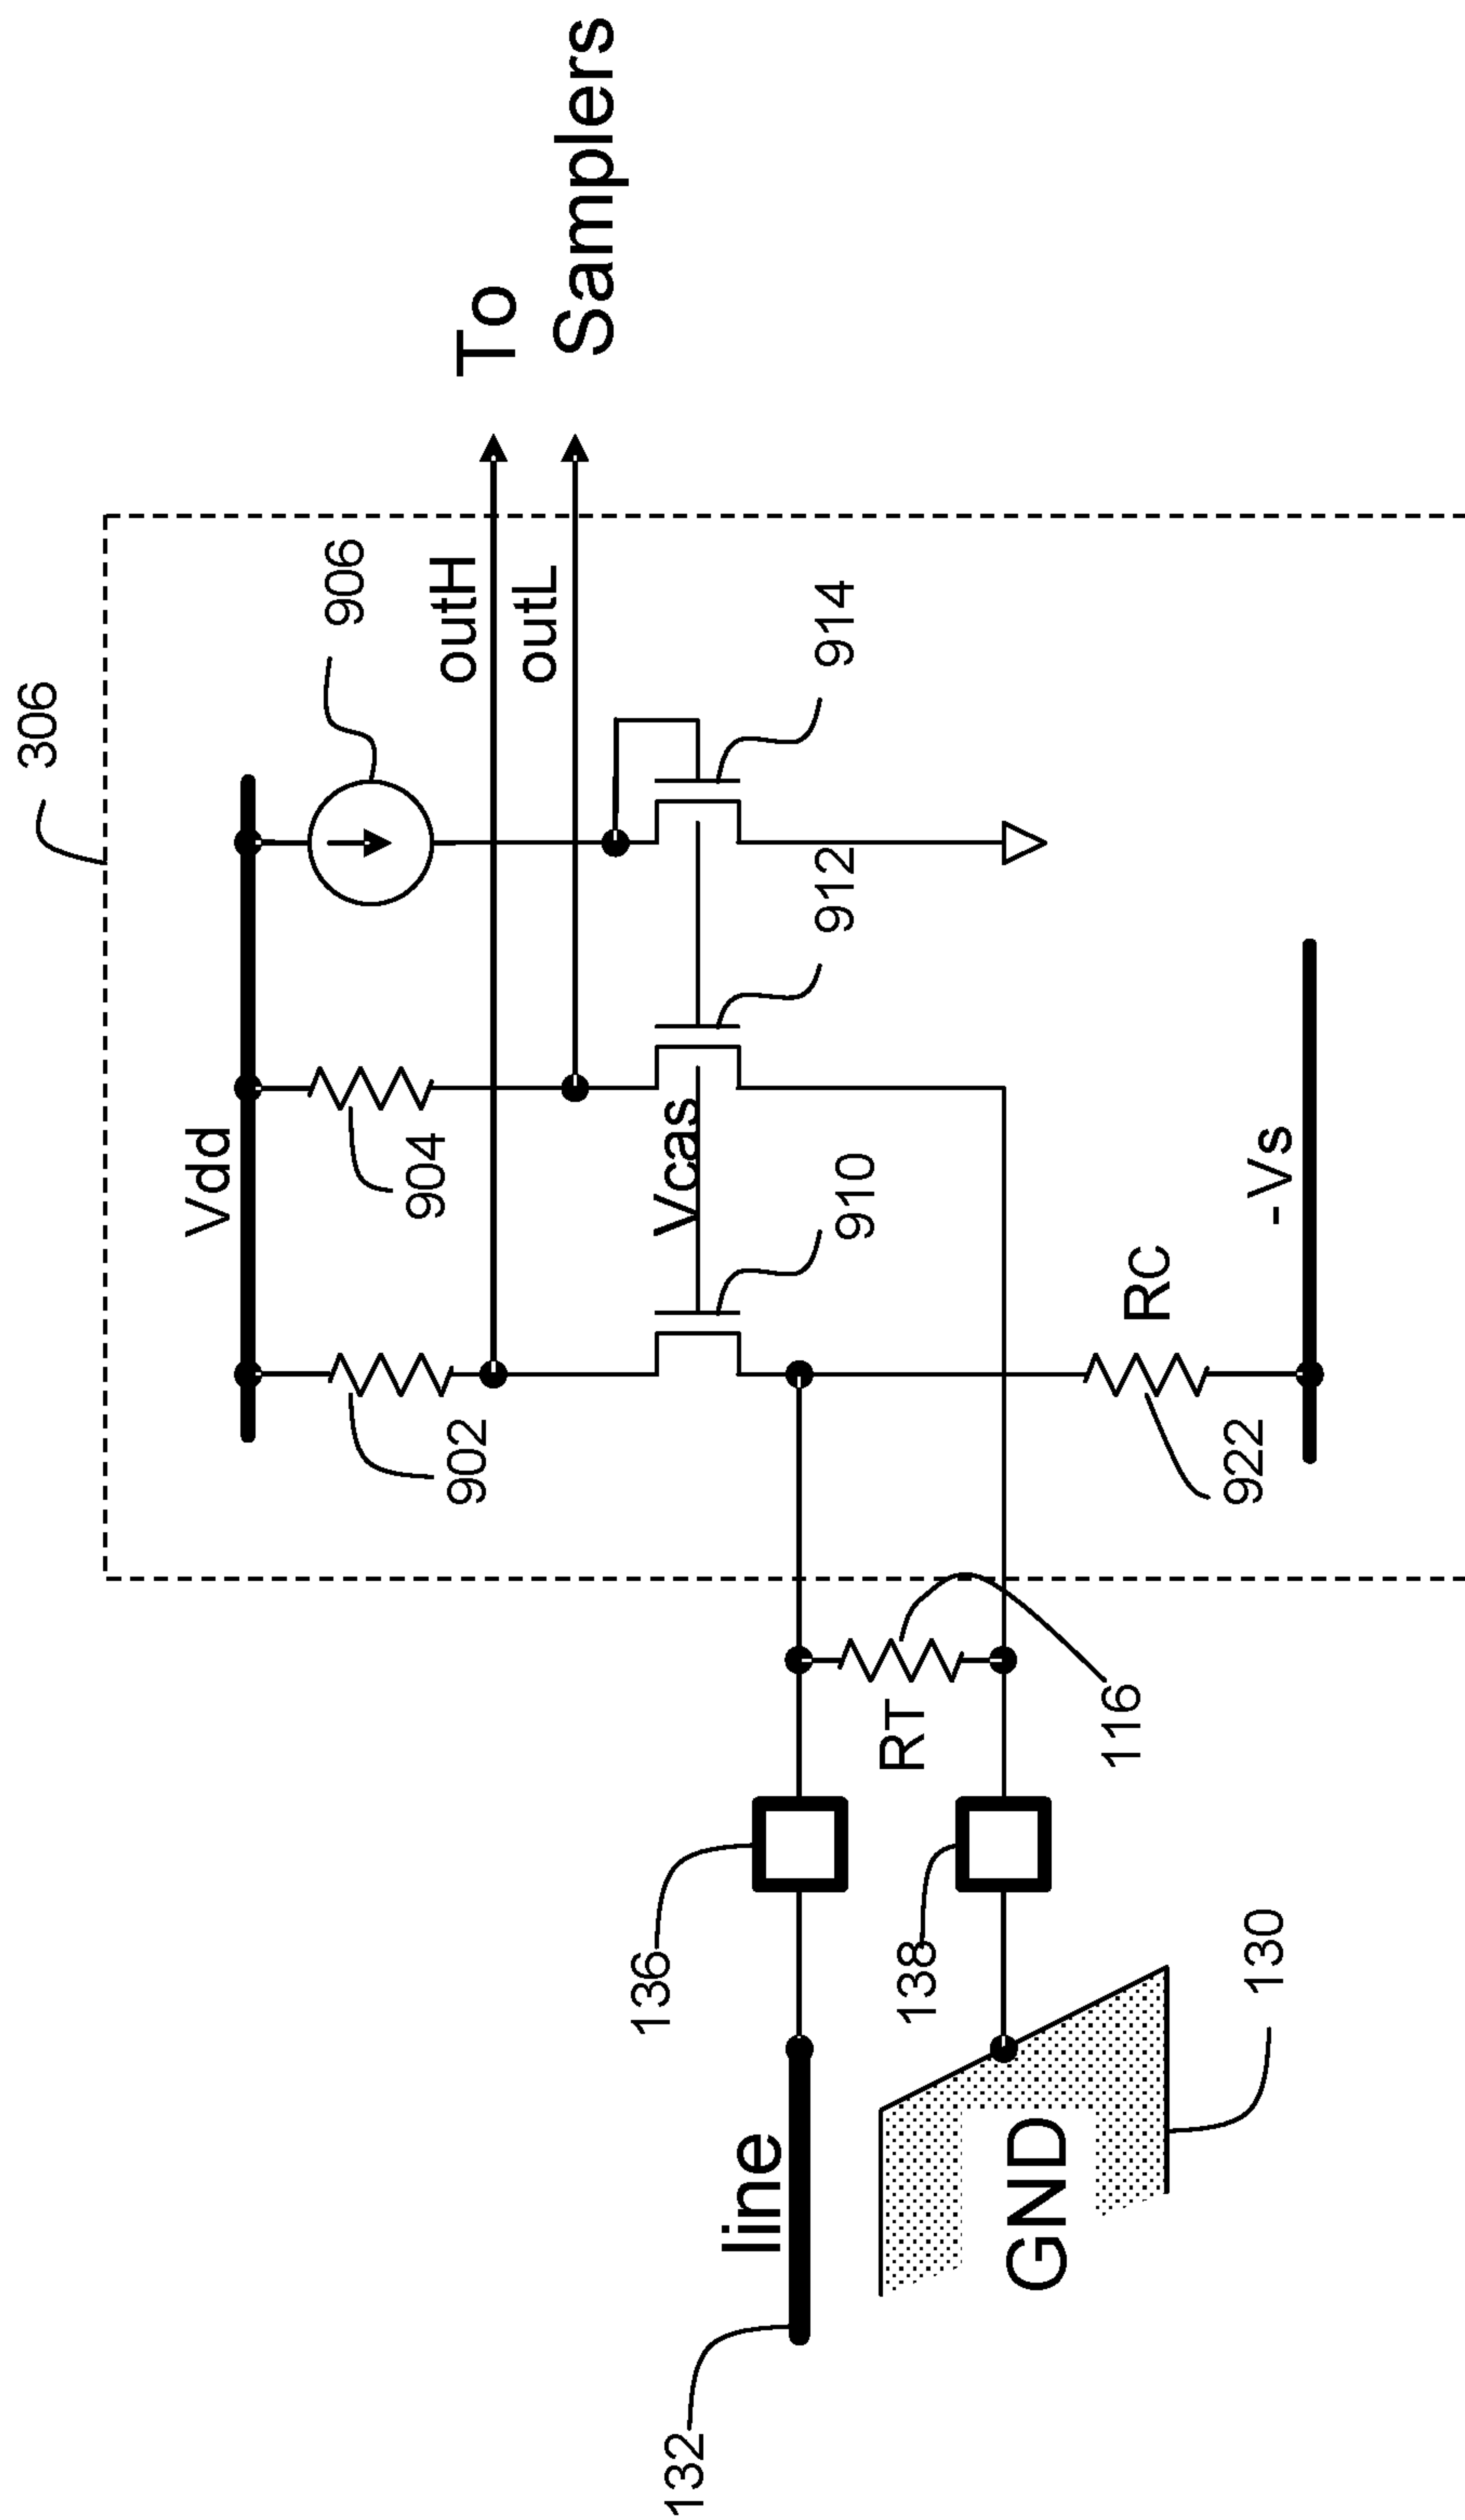 306
Vdd
906
To
Samplers
outH
outL
904
902
Vcas
914
912
910
RC
922
-Vs
RT
116
136
138
line
132
GND
130